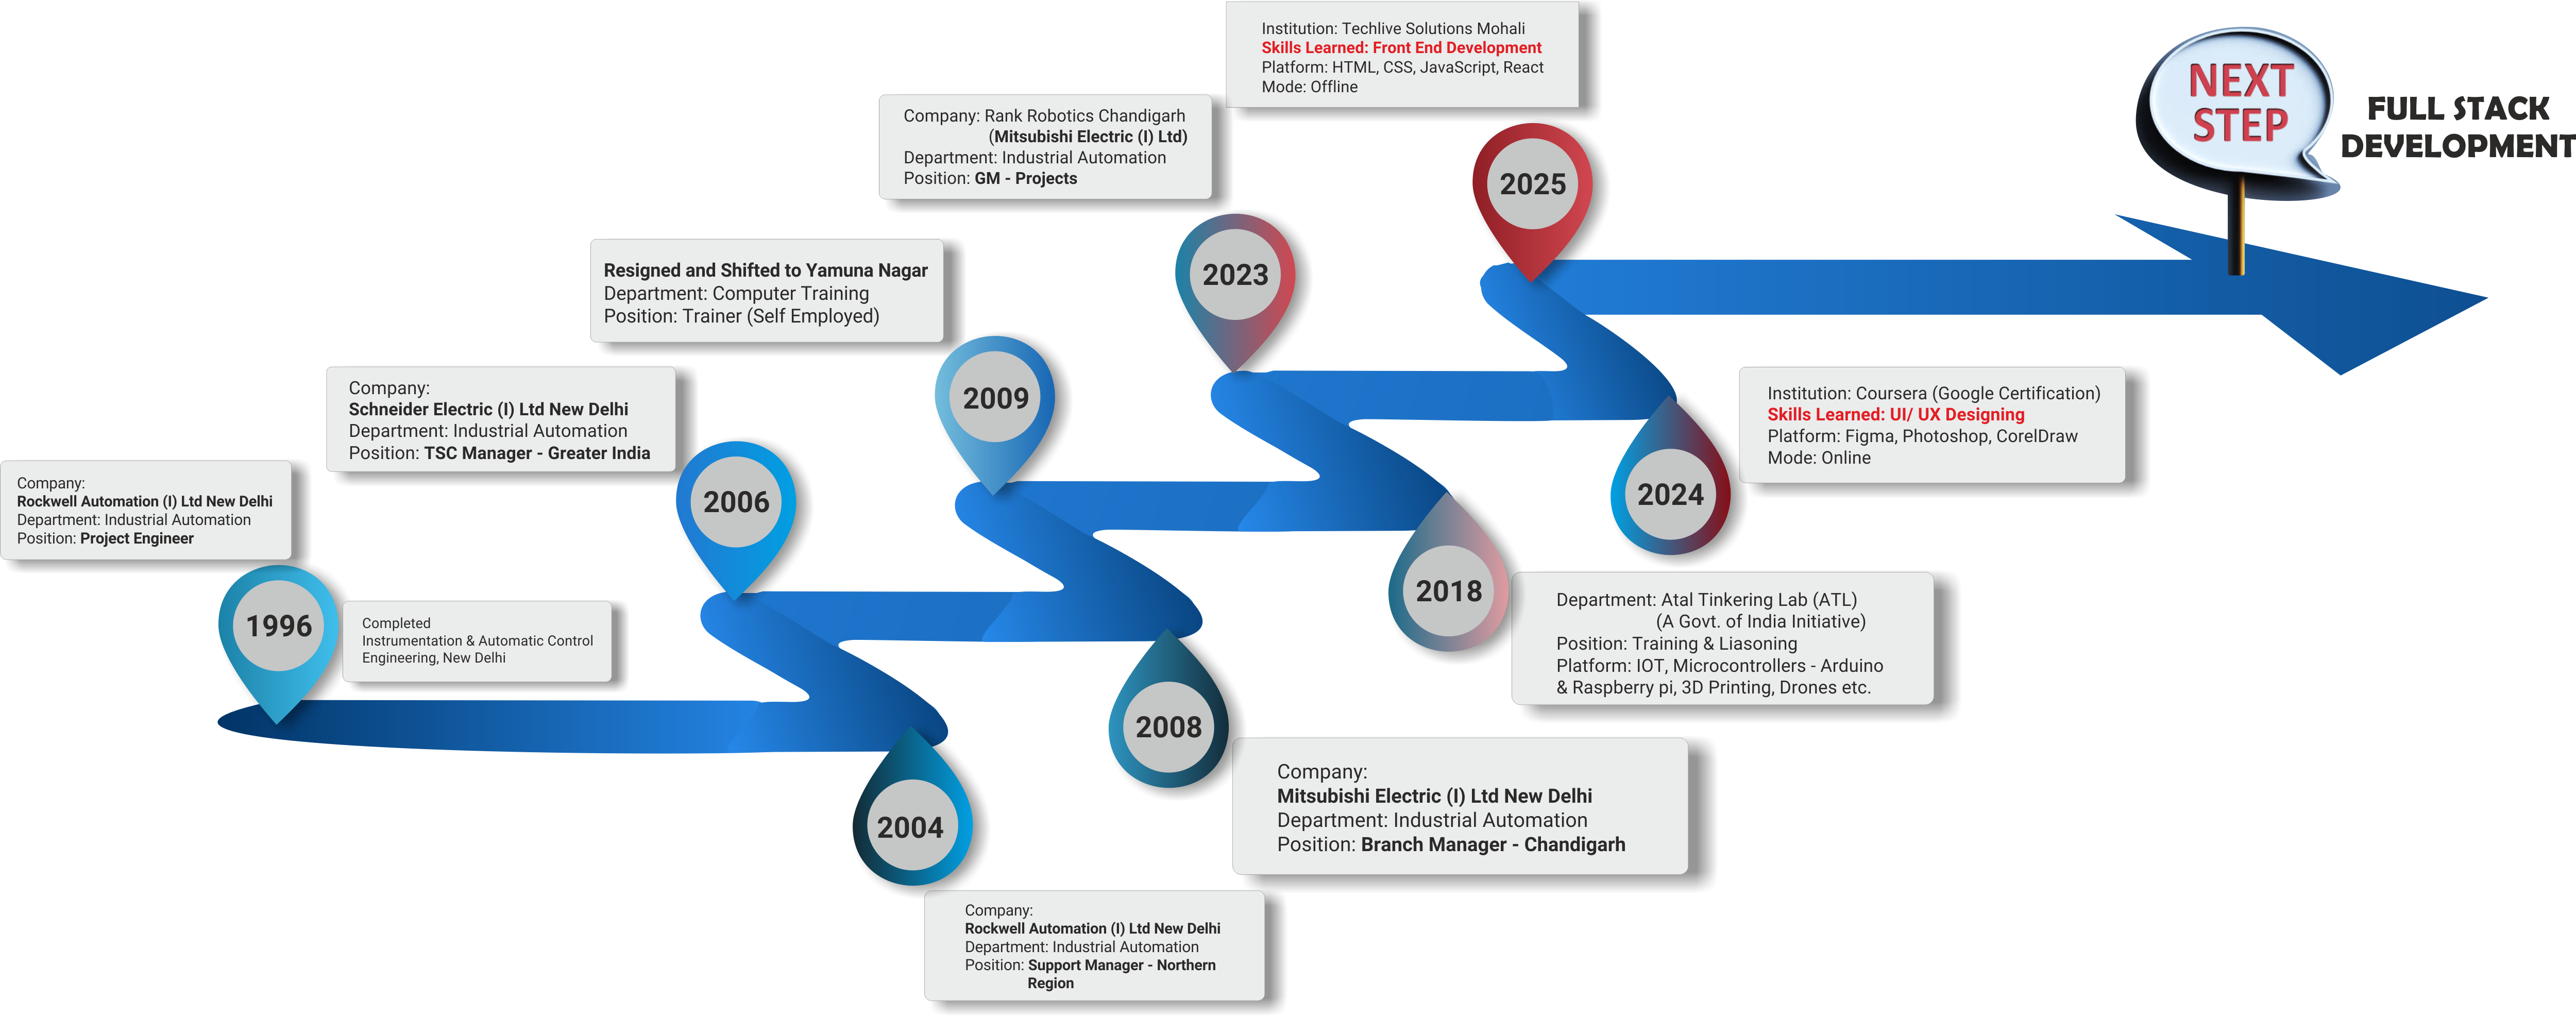 Company:
Rockwell Automation (I) Ltd New Delhi
Department: Industrial Automation
Position: Project Engineer
1996
Completed
Instrumentation & Automatic Control
Engineering, New Delhi
2004
Company:
Rockwell Automation (I) Ltd New Delhi
Department: Industrial Automation
Position: Support Manager - Northern
Region
Company:
Schneider Electric (I) Ltd New Delhi
Department: Industrial Automation
Position: TSC Manager - Greater India
2006
2008
Company:
Mitsubishi Electric (I) Ltd New Delhi
Department: Industrial Automation
Position: Branch Manager - Chandigarh
Resigned and Shifted to Yamuna Nagar
Department: Computer Training
Position: Trainer (Self Employed)
2009
2018
Department: Atal Tinkering Lab (ATL)
(A Govt. of India Initiative)
Position: Training & Liasoning
Platform: IOT, Microcontrollers - Arduino
& Raspberry pi, 3D Printing, Drones etc.
Company: Rank Robotics Chandigarh
(Mitsubishi Electric (I) Ltd)
Department: Industrial Automation
Position: GM - Projects
2023
2024
Institution: Coursera (Google Certification)
Skills Learned: UI/ UX Designing
Platform: Figma, Photoshop, CorelDraw
Mode: Online
Institution: Techlive Solutions Mohali
Skills Learned: Front End Development
Platform: HTML, CSS, JavaScript, React
Mode: Offline
2025
NEXT
STEP
FULL STACK
DEVELOPMENT